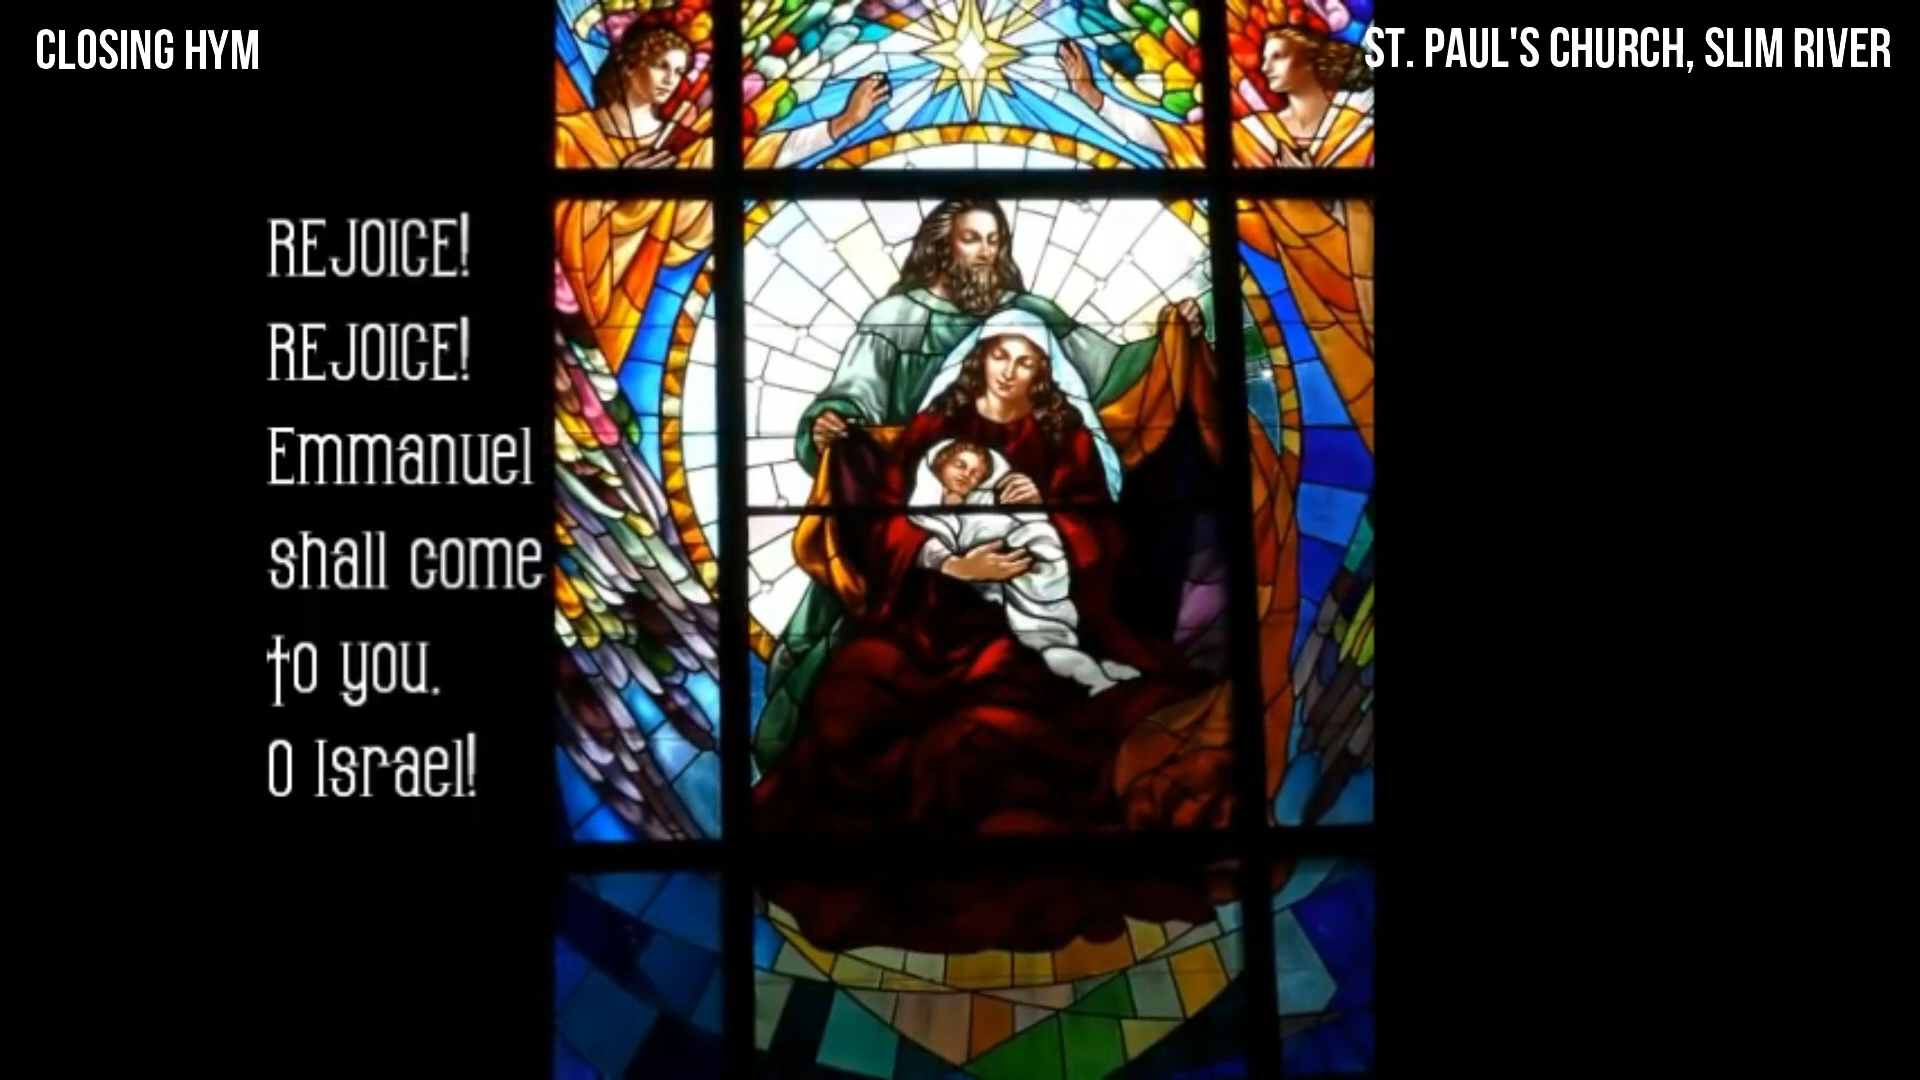 CLOSING HYM
ST. PAUL'S CHURCH, SLIM RIVER
REJOICE!
REJOICE!
Emmanuel
shall come
to you,
O Israel!